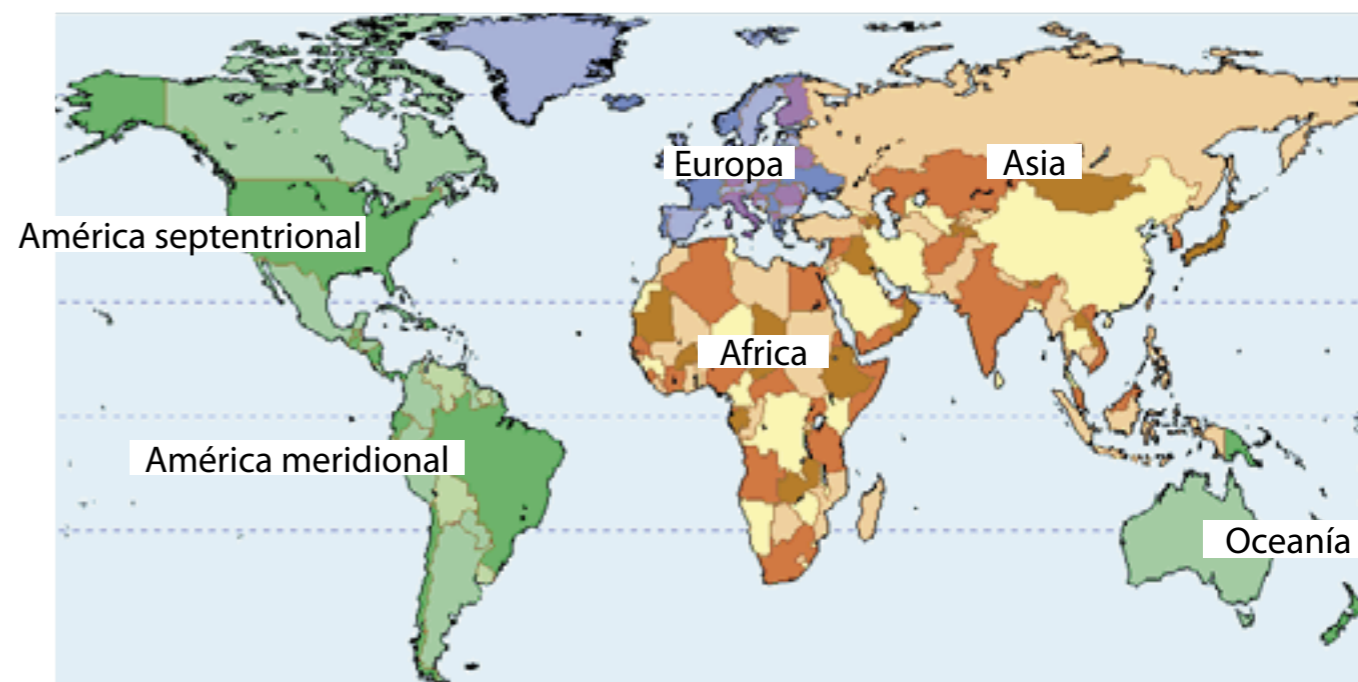 Europa
Asia
América septentrional
Africa
América meridional
Oceanía